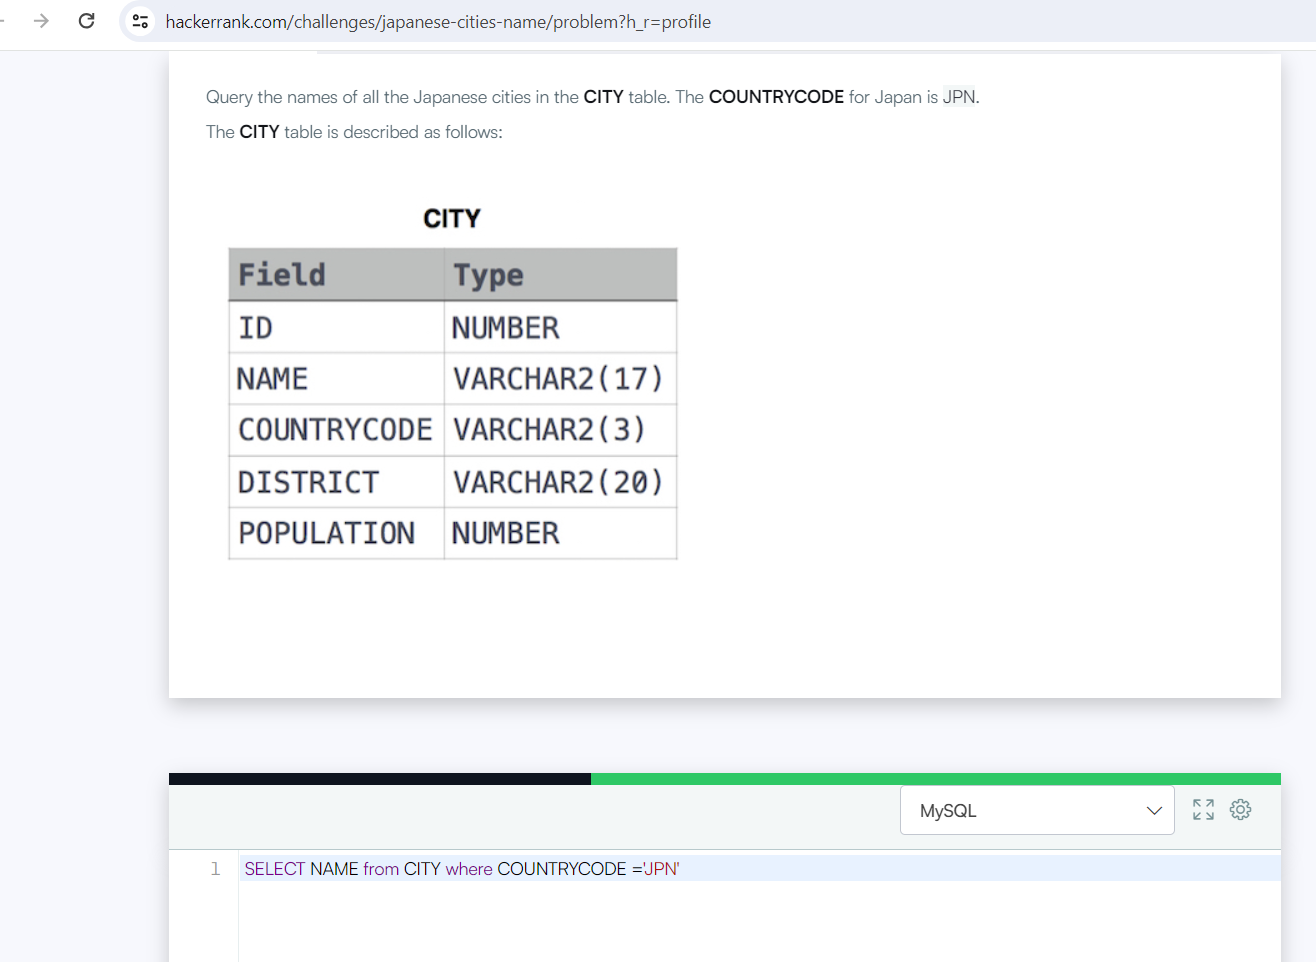 hackerrank.com/challenges/japanese-cities-name/problem?h_r=profile
Query the names of all the Japanese cities in the CITY table. The COUNTRYCODE for Japan is JPN.
The CITY table is described as follows:
CITY
Field Type
ID NUMBER
NAME VARCHAR2(17)
COUNTRYCODE VARCHAR2(3)
DISTRICT VARCHAR2(20)
POPULATION NUMBER
MySQL
1 SELECT NAME from CITY where COUNTRYCODE ='JPN'